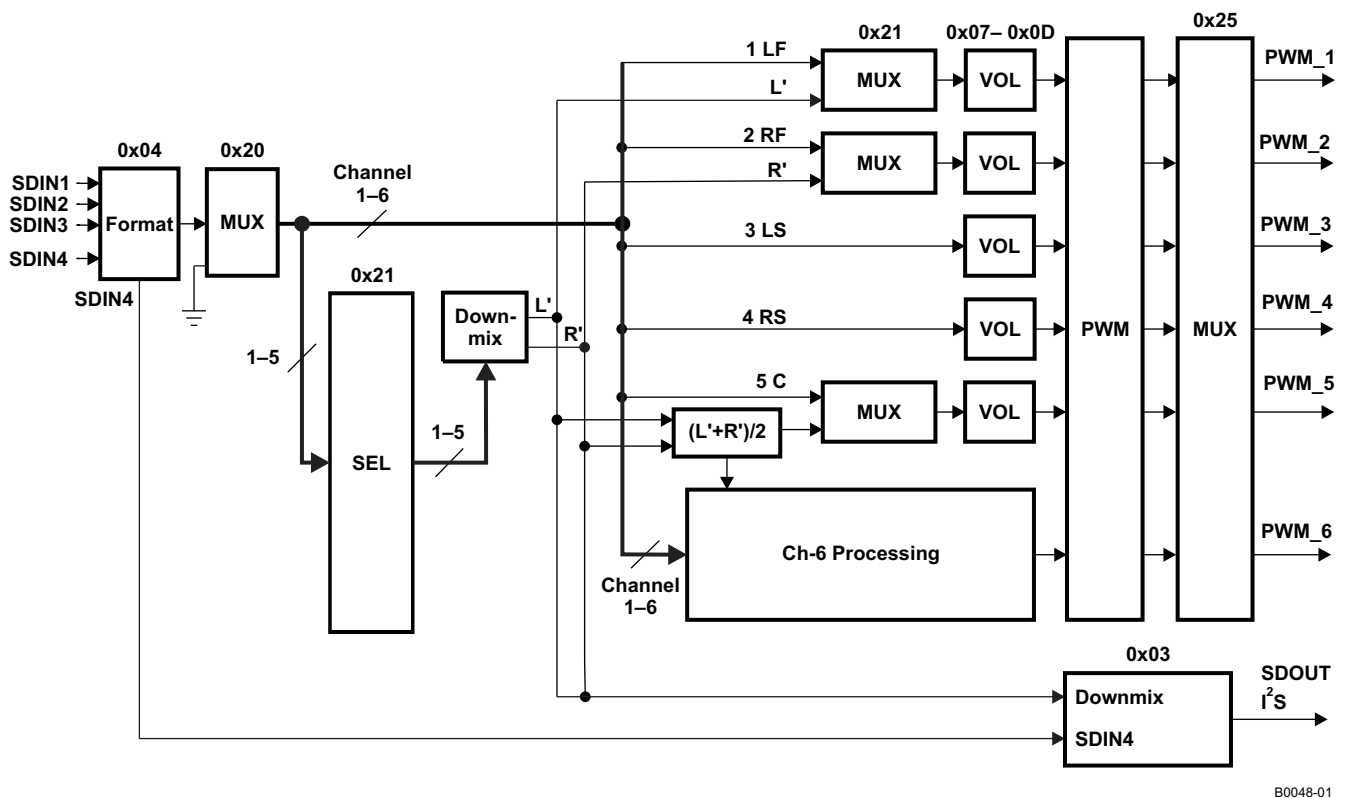 0x25
0x21
0x07– 0x0D
1 LF
L'
MUX
VOL
PWM_1
2 RF
R'
MUX
VOL
PWM_2
0x04
0x20
SDIN1
SDIN2
SDIN3
SDIN4
Format
MUX
Channel
1–6
3 LS
VOL
PWM_3
SDIN4
0x21
1–5
SEL
1–5
Down-
mix
L'
R'
4 RS
VOL
PWM
MUX
PWM_4
5 C
MUX
VOL
PWM_5
(L'+R')/2
Ch-6 Processing
Channel
1–6
PWM_6
0x03
Downmix
SDIN4
SDOUT
I²S
B0048-01